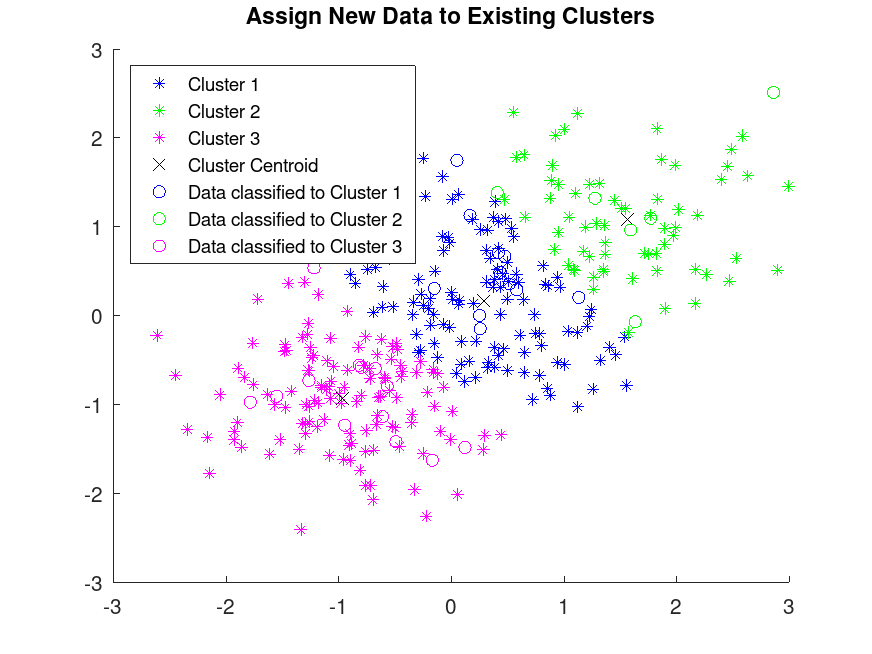 Assign New Data to Existing Clusters
3
2
1
0
-1
-2
-3
Cluster 1
Cluster 2
Cluster 3
Cluster Centroid
Data classified to Cluster 1
Data classified to Cluster 2
Data classified to Cluster 3
-3 -2 -1 0 1 2 3